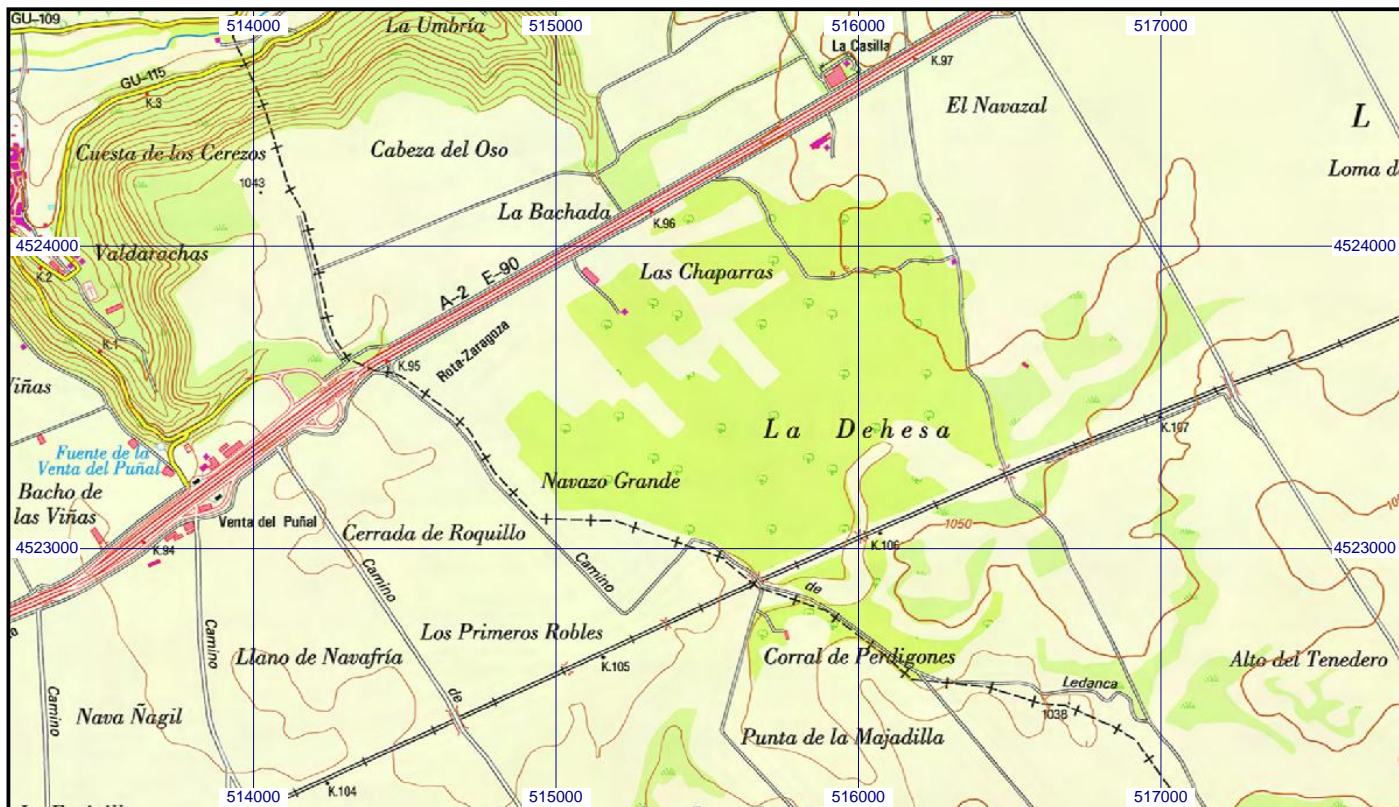 GU-109
514000
515000
516000
517000
La Umbría
La Casilla
K.97
GU-115
K.3
El Navazal
L
Cuesta de los Cerezos
Cabeza del Oso
Loma d
1043
La Bachada
K.96
4524000
4524000
Valdarachas
K.2
Las Chaparras
A-2 E-90
K.1
Rota-Zaragoza
K.95
Viñas
La Dehesa
K.107
Fuente de la
Venta del Puñal
Navazo Grande
Bacho de
las Viñas
Venta del Puñal
Cerrada de Roquillo
1050
K.106
4523000
4523000
K.94
Camino
Camino
de
Camino
Los Primeros Robles
Llano de Navafría
K.105
Corral de Perdigones
Alto del Tenedero
Ledanca
Camino
de
Nava Ñagil
1038
Punta de la Majadilla
K.104
514000
515000
516000
517000